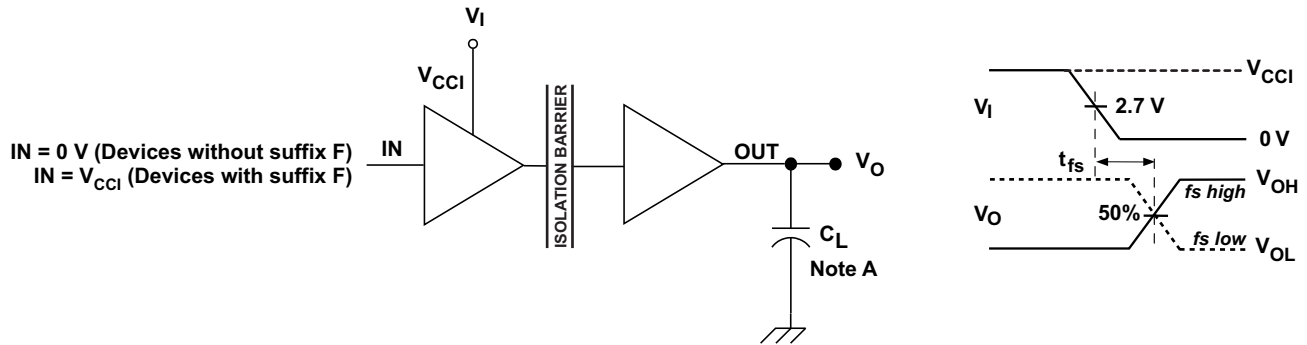 V_I
V_CCI
IN = 0 V (Devices without suffix F)
IN = V_CCI (Devices with suffix F)
IN
ISOLATION BARRIER
OUT
V_O
C_L
Note A
V_CCI
V_I
2.7 V
0 V
t_fs
fs high
V_OH
V_O
50%
fs low
V_OL